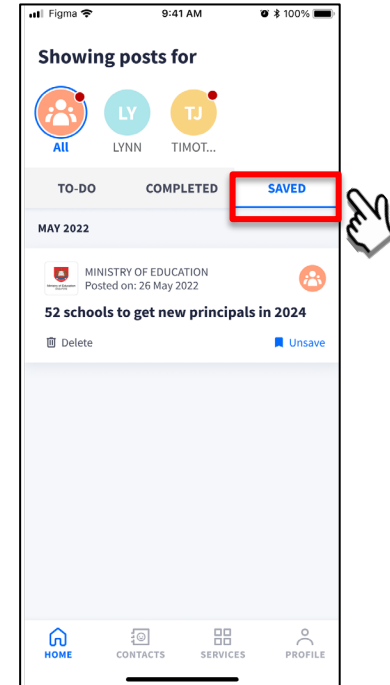 Figma 9:41 AM 100%
Showing posts for
LY TJ
All LYNN TIMOT...
TO-DO COMPLETED SAVED
MAY 2022
MINISTRY OF EDUCATION
Posted on: 26 May 2022
52 schools to get new principals in 2024
Delete Unsave
HOME CONTACTS SERVICES PROFILE